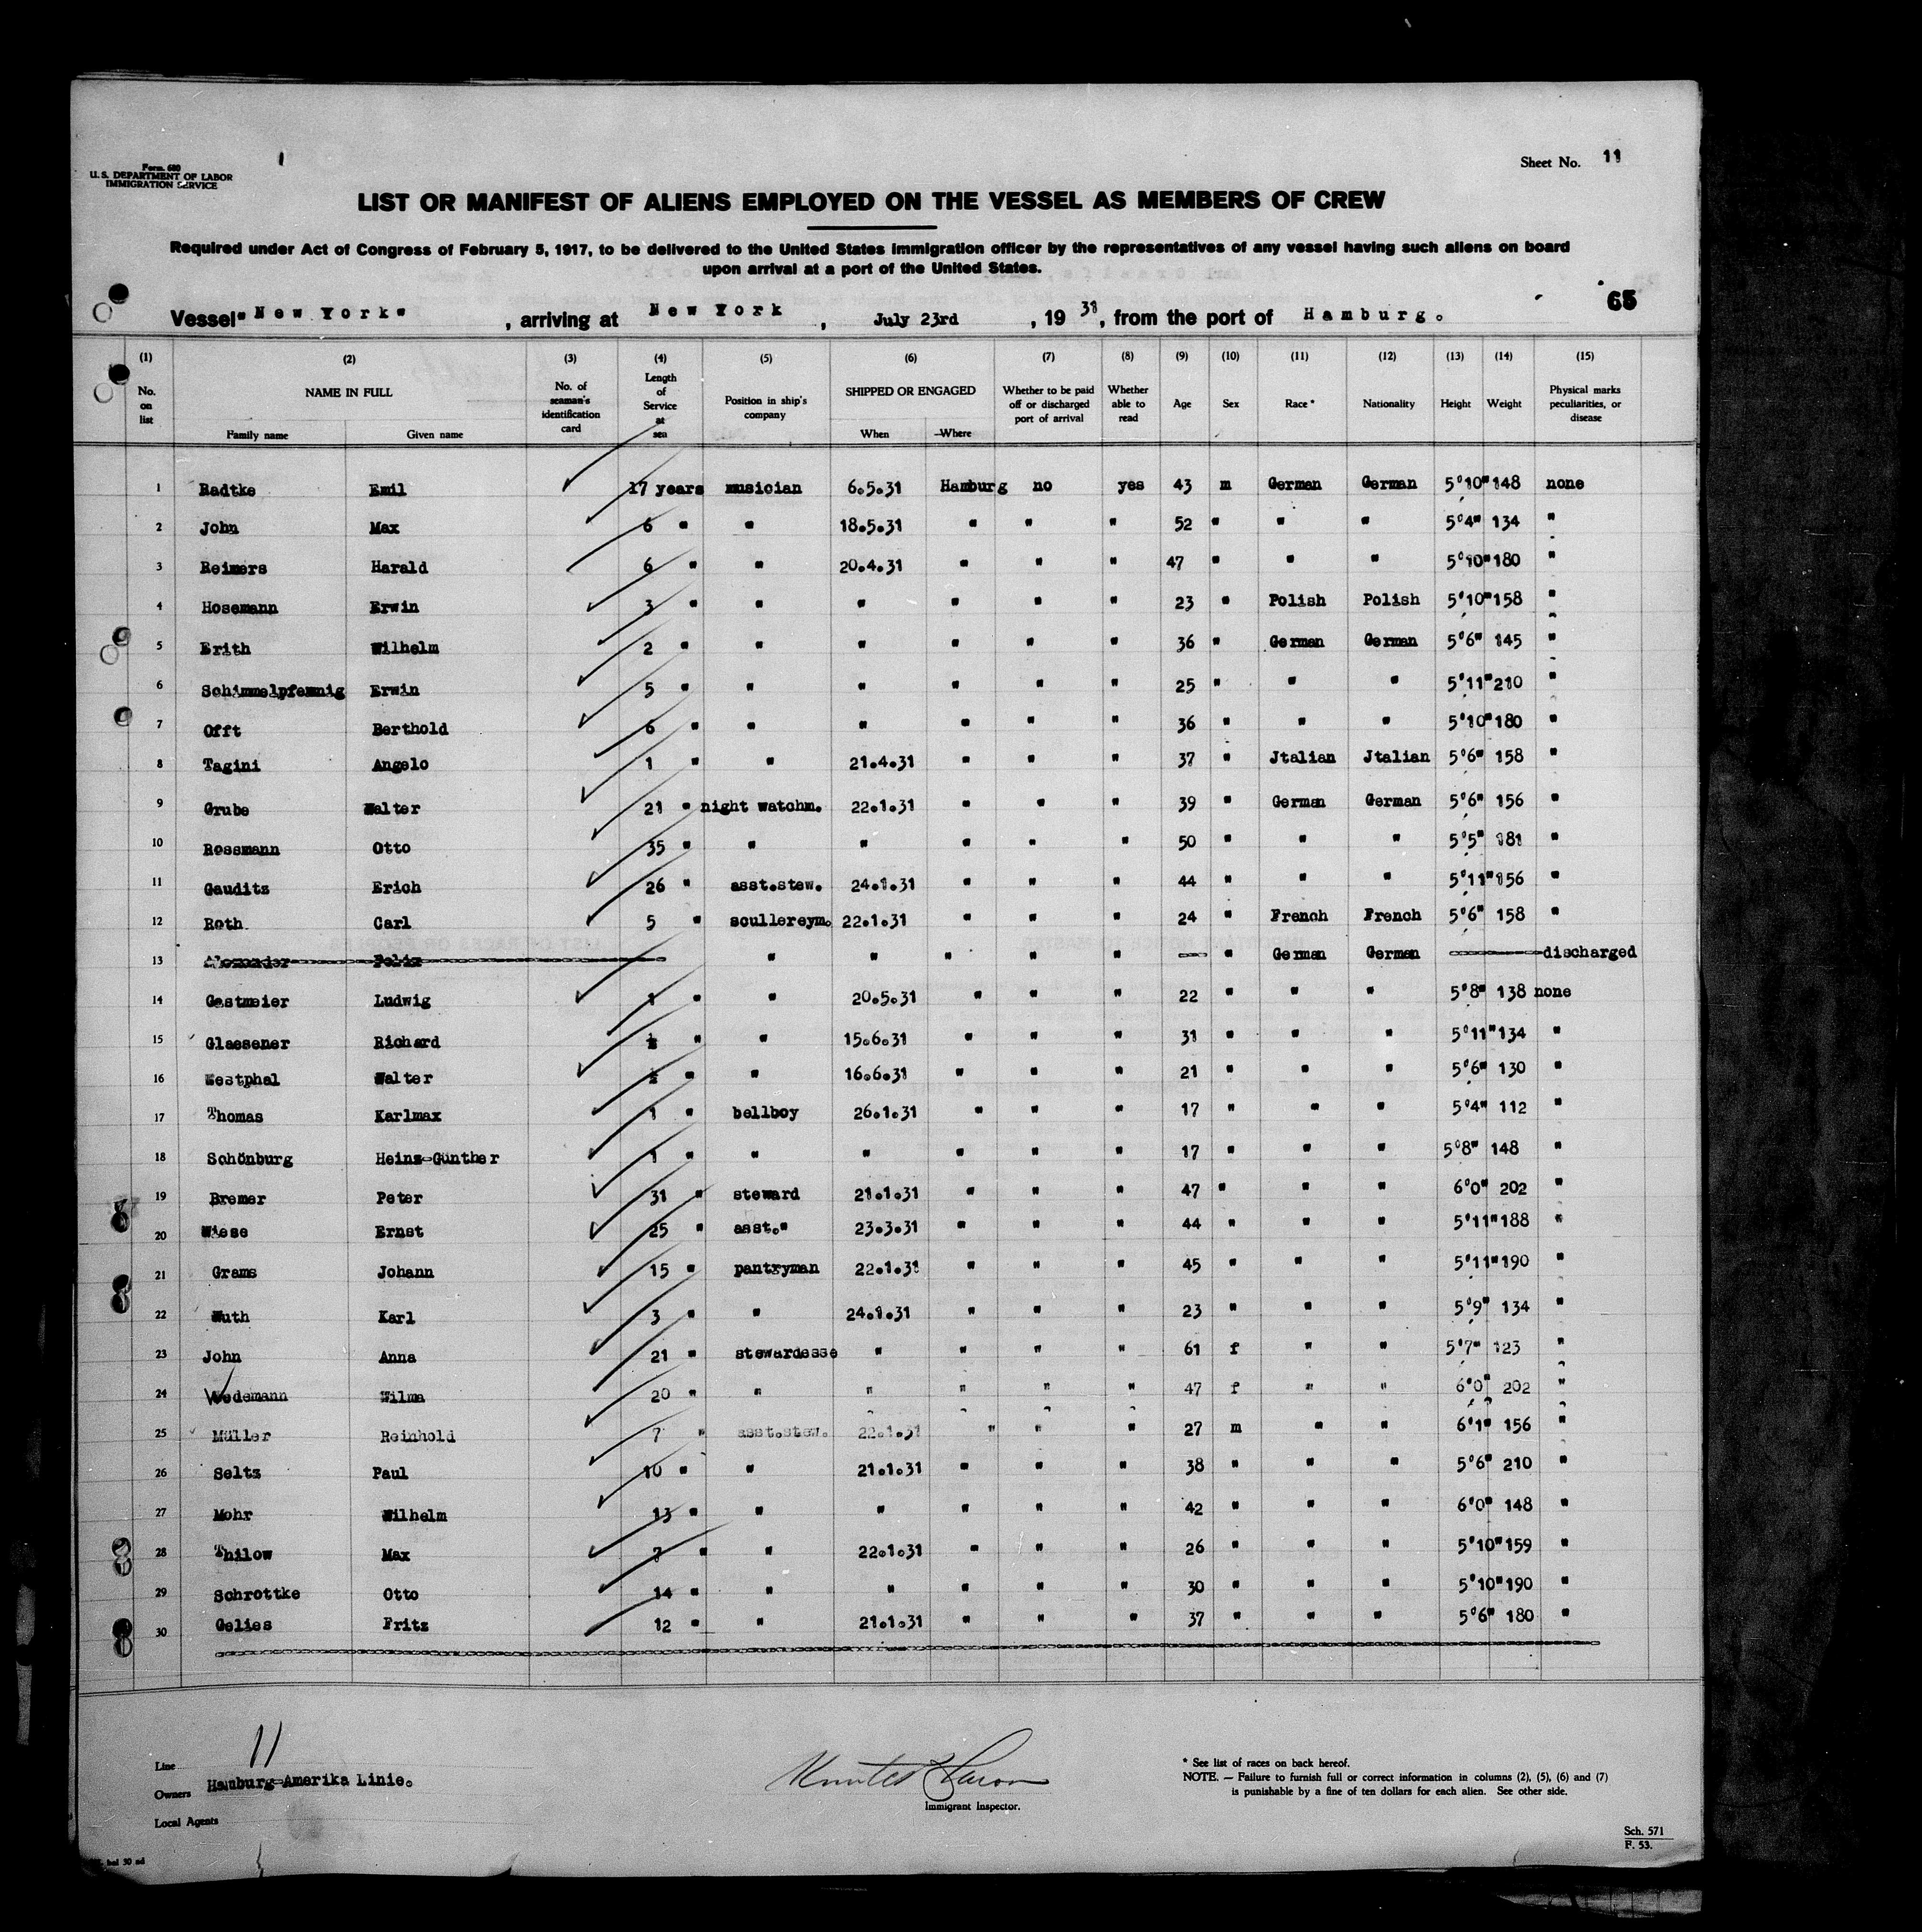 Form 680
U. S. DEPARTMENT OF LABOR
IMMIGRATION SERVICE
Sheet No. 11
LIST OR MANIFEST OF ALIENS EMPLOYED ON THE VESSEL AS MEMBERS OF CREW
Required under Act of Congress of February 5, 1917, to be delivered to the United States immigration officer by the representatives of any vessel having such aliens on board
upon arrival at a port of the United States.
65
Vessel "New York" , arriving at New York , July 23rd , 1931, from the port of Hamburg.
(1) (2) (3) (4) (5) (6) (7) (8) (9) (10) (11) (12) (13) (14) (15)
No. on list NAME IN FULL Family name Given name No. of seaman's identification card Length of Service at sea Position in ship's company SHIPPED OR ENGAGED When Where Whether to be paid off or discharged port of arrival Whether able to read Age Sex Race * Nationality Height Weight Physical marks peculiarities, or disease
1 Radtke Emil 17 years musician 6.5.31 Hamburg no yes 43 m German German 5'10" 148 none
2 John Max 6 " " 18.5.31 " " " 52 " " " 5'4" 134 "
3 Reimers Harald 6 " " 20.4.31 " " " 47 " " " 5'10" 180 "
4 Hosemann Erwin 3 " " " " " " 23 " Polish Polish 5'10" 158 "
5 Erith Wilhelm 2 " " " " " " 36 " German German 5'6" 145 "
6 Schimmelpfennig Erwin 5 " " " " " " 25 " " " 5'11" 210 "
7 Offt Berthold 6 " " " " " " 36 " " " 5'10" 180 "
8 Tagini Angelo 1 " " 21.4.31 " " " 37 " Jtalian Jtalian 5'6" 158 "
9 Grube Walter 21 " night watchm. 22.1.31 " " " 39 " German German 5'6" 156 "
10 Rossmann Otto 35 " " " " " " 50 " " " 5'5" 181 "
11 Gauditz Erich 26 " asst.stew. 24.1.31 " " " 44 " " " 5'11" 156 "
12 Roth Carl 5 " scullereym. 22.1.31 " " " 24 " French French 5'6" 158 "
13 Alexander Felix " " " " " " German German discharged
14 Gestmeier Ludwig 1 " " 20.5.31 " " " 22 " " " 5'8" 138 none
15 Glaesener Richard " " 15.6.31 " " " 31 " " " 5'11" 134 "
16 Westphal Walter " " 16.6.31 " " " 21 " " " 5'6" 130 "
17 Thomas Karlmax 1 " bellboy 26.1.31 " " " 17 " " " 5'4" 112 "
18 Schönburg Heinz-Günther 1 " " " " " " 17 " " " 5'8" 148 "
19 Bremer Peter 31 " steward 21.1.31 " " " 47 " " " 6'0" 202 "
20 Wiese Ernst 25 " asst." 23.3.31 " " " 44 " " " 5'11" 188 "
21 Grams Johann 15 " pantryman 22.1.31 " " " 45 " " " 5'11" 190 "
22 Wuth Karl 3 " " 24.1.31 " " " 23 " " " 5'9" 134 "
23 John Anna 21 " stewardesse " " " " 61 f " " 5'7" 123 "
24 Wedemann Wilma 20 " " " " " " 47 f " " 6'0" 202 "
25 Müller Reinhold 7 " asst.stew. 22.1.31 " " " 27 m " " 6'1" 156 "
26 Seltz Paul 10 " " 21.1.31 " " " 38 " " " 5'6" 210 "
27 Mohr Wilhelm 13 " " " " " " 42 " " " 6'0" 148 "
28 Thilow Max 7 " " 22.1.31 " " " 26 " " " 5'10" 159 "
29 Schrottke Otto 14 " " " " " " 30 " " " 5'10" 190 "
30 Gelies Fritz 12 " " 21.1.31 " " " 37 " " " 5'6" 180 "
Line 11
Owners Hamburg-Amerika Linie.
Local Agents
Immigrant Inspector.
* See list of races on back hereof.
NOTE. — Failure to furnish full or correct information in columns (2), (5), (6) and (7)
is punishable by a fine of ten dollars for each alien. See other side.
Sch. 571
F. 53.